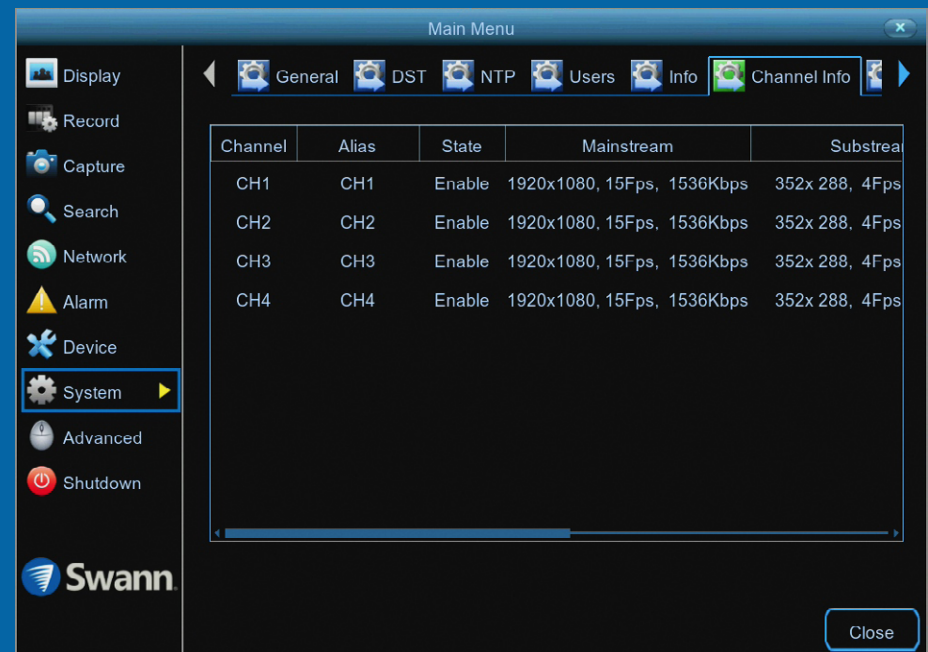 Main Menu
Display
Record
Capture
Search
Network
Alarm
Device
System
Advanced
Shutdown
Swann
General DST NTP Users Info Channel Info
Channel Alias State Mainstream Substrea
CH1 CH1 Enable 1920x1080, 15Fps, 1536Kbps 352x 288, 4Fps
CH2 CH2 Enable 1920x1080, 15Fps, 1536Kbps 352x 288, 4Fps
CH3 CH3 Enable 1920x1080, 15Fps, 1536Kbps 352x 288, 4Fps
CH4 CH4 Enable 1920x1080, 15Fps, 1536Kbps 352x 288, 4Fps
Close